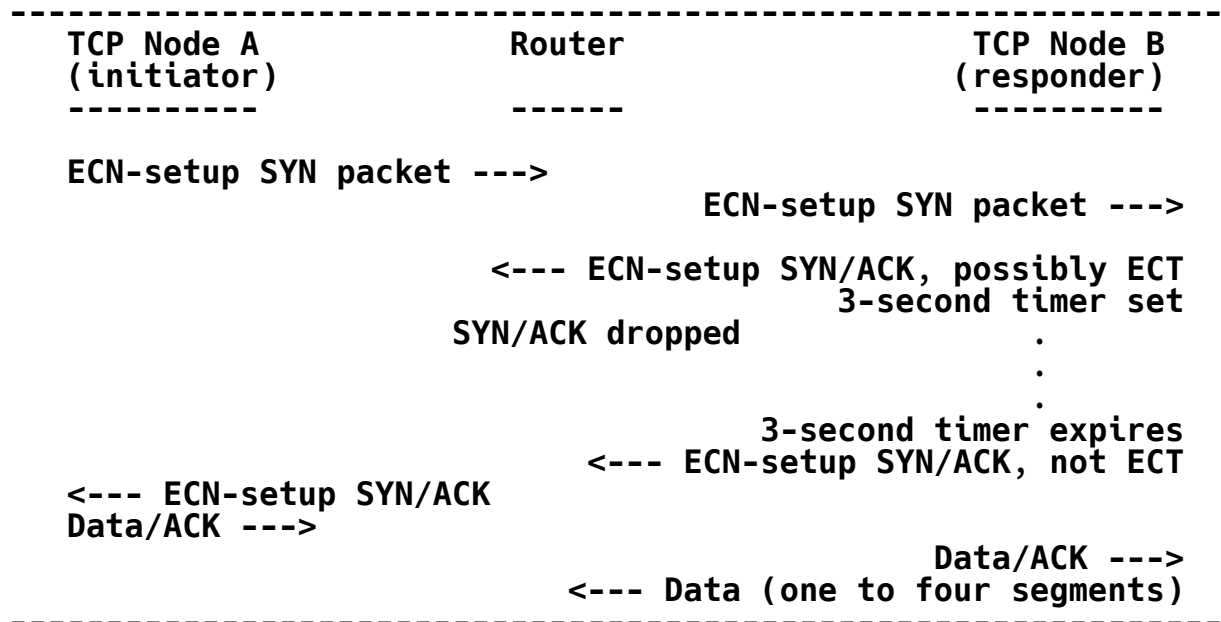 ---------------------------------------------------------------
TCP Node A             Router                  TCP Node B
(initiator)                                   (responder)
----------             ------                  ----------
ECN-setup SYN packet --->
ECN-setup SYN packet --->
<--- ECN-setup SYN/ACK, possibly ECT
3-second timer set
SYN/ACK dropped               .
.
.
3-second timer expires
<--- ECN-setup SYN/ACK, not ECT
<--- ECN-setup SYN/ACK
Data/ACK --->
Data/ACK --->
<--- Data (one to four segments)
---------------------------------------------------------------